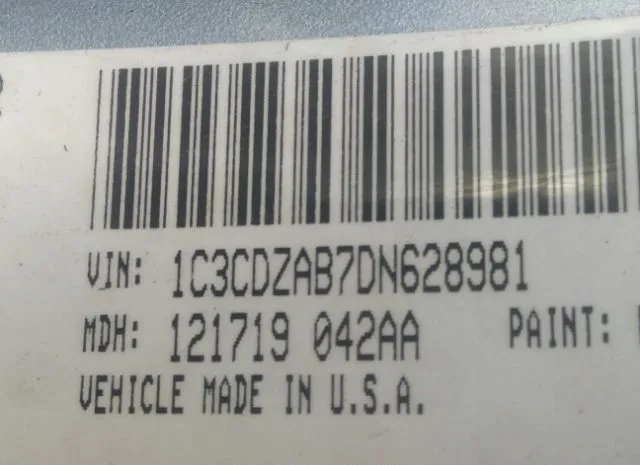 VIN: 1C3CDZAB7DN628981
MDH: 121719 042AA PAINT:
VEHICLE MADE IN U.S.A.